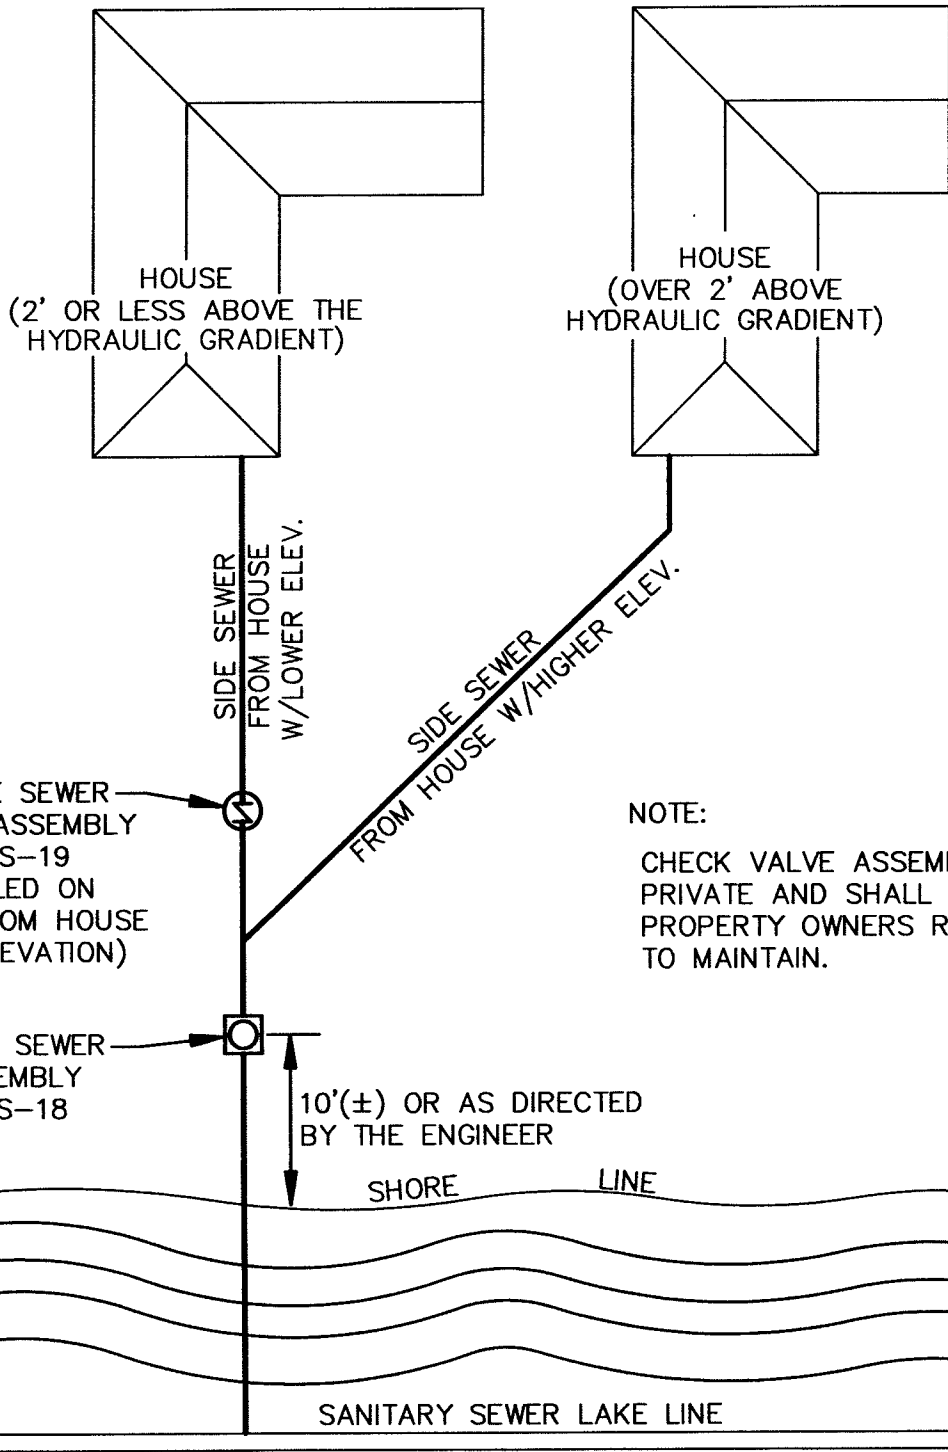 HOUSE
(2' OR LESS ABOVE THE
HYDRAULIC GRADIENT)
HOUSE
(OVER 2' ABOVE
HYDRAULIC GRADIENT)
SIDE SEWER
FROM HOUSE
W/LOWER ELEV.
SIDE SEWER
FROM HOUSE W/HIGHER ELEV.
SEWER
ASSEMBLY
S-19
LED ON
OM HOUSE
EVATION)
NOTE:
CHECK VALVE ASSEM
PRIVATE AND SHALL
PROPERTY OWNERS R
TO MAINTAIN.
SEWER
EMBLY
S-18
10'(±) OR AS DIRECTED
BY THE ENGINEER
SHORE LINE
SANITARY SEWER LAKE LINE